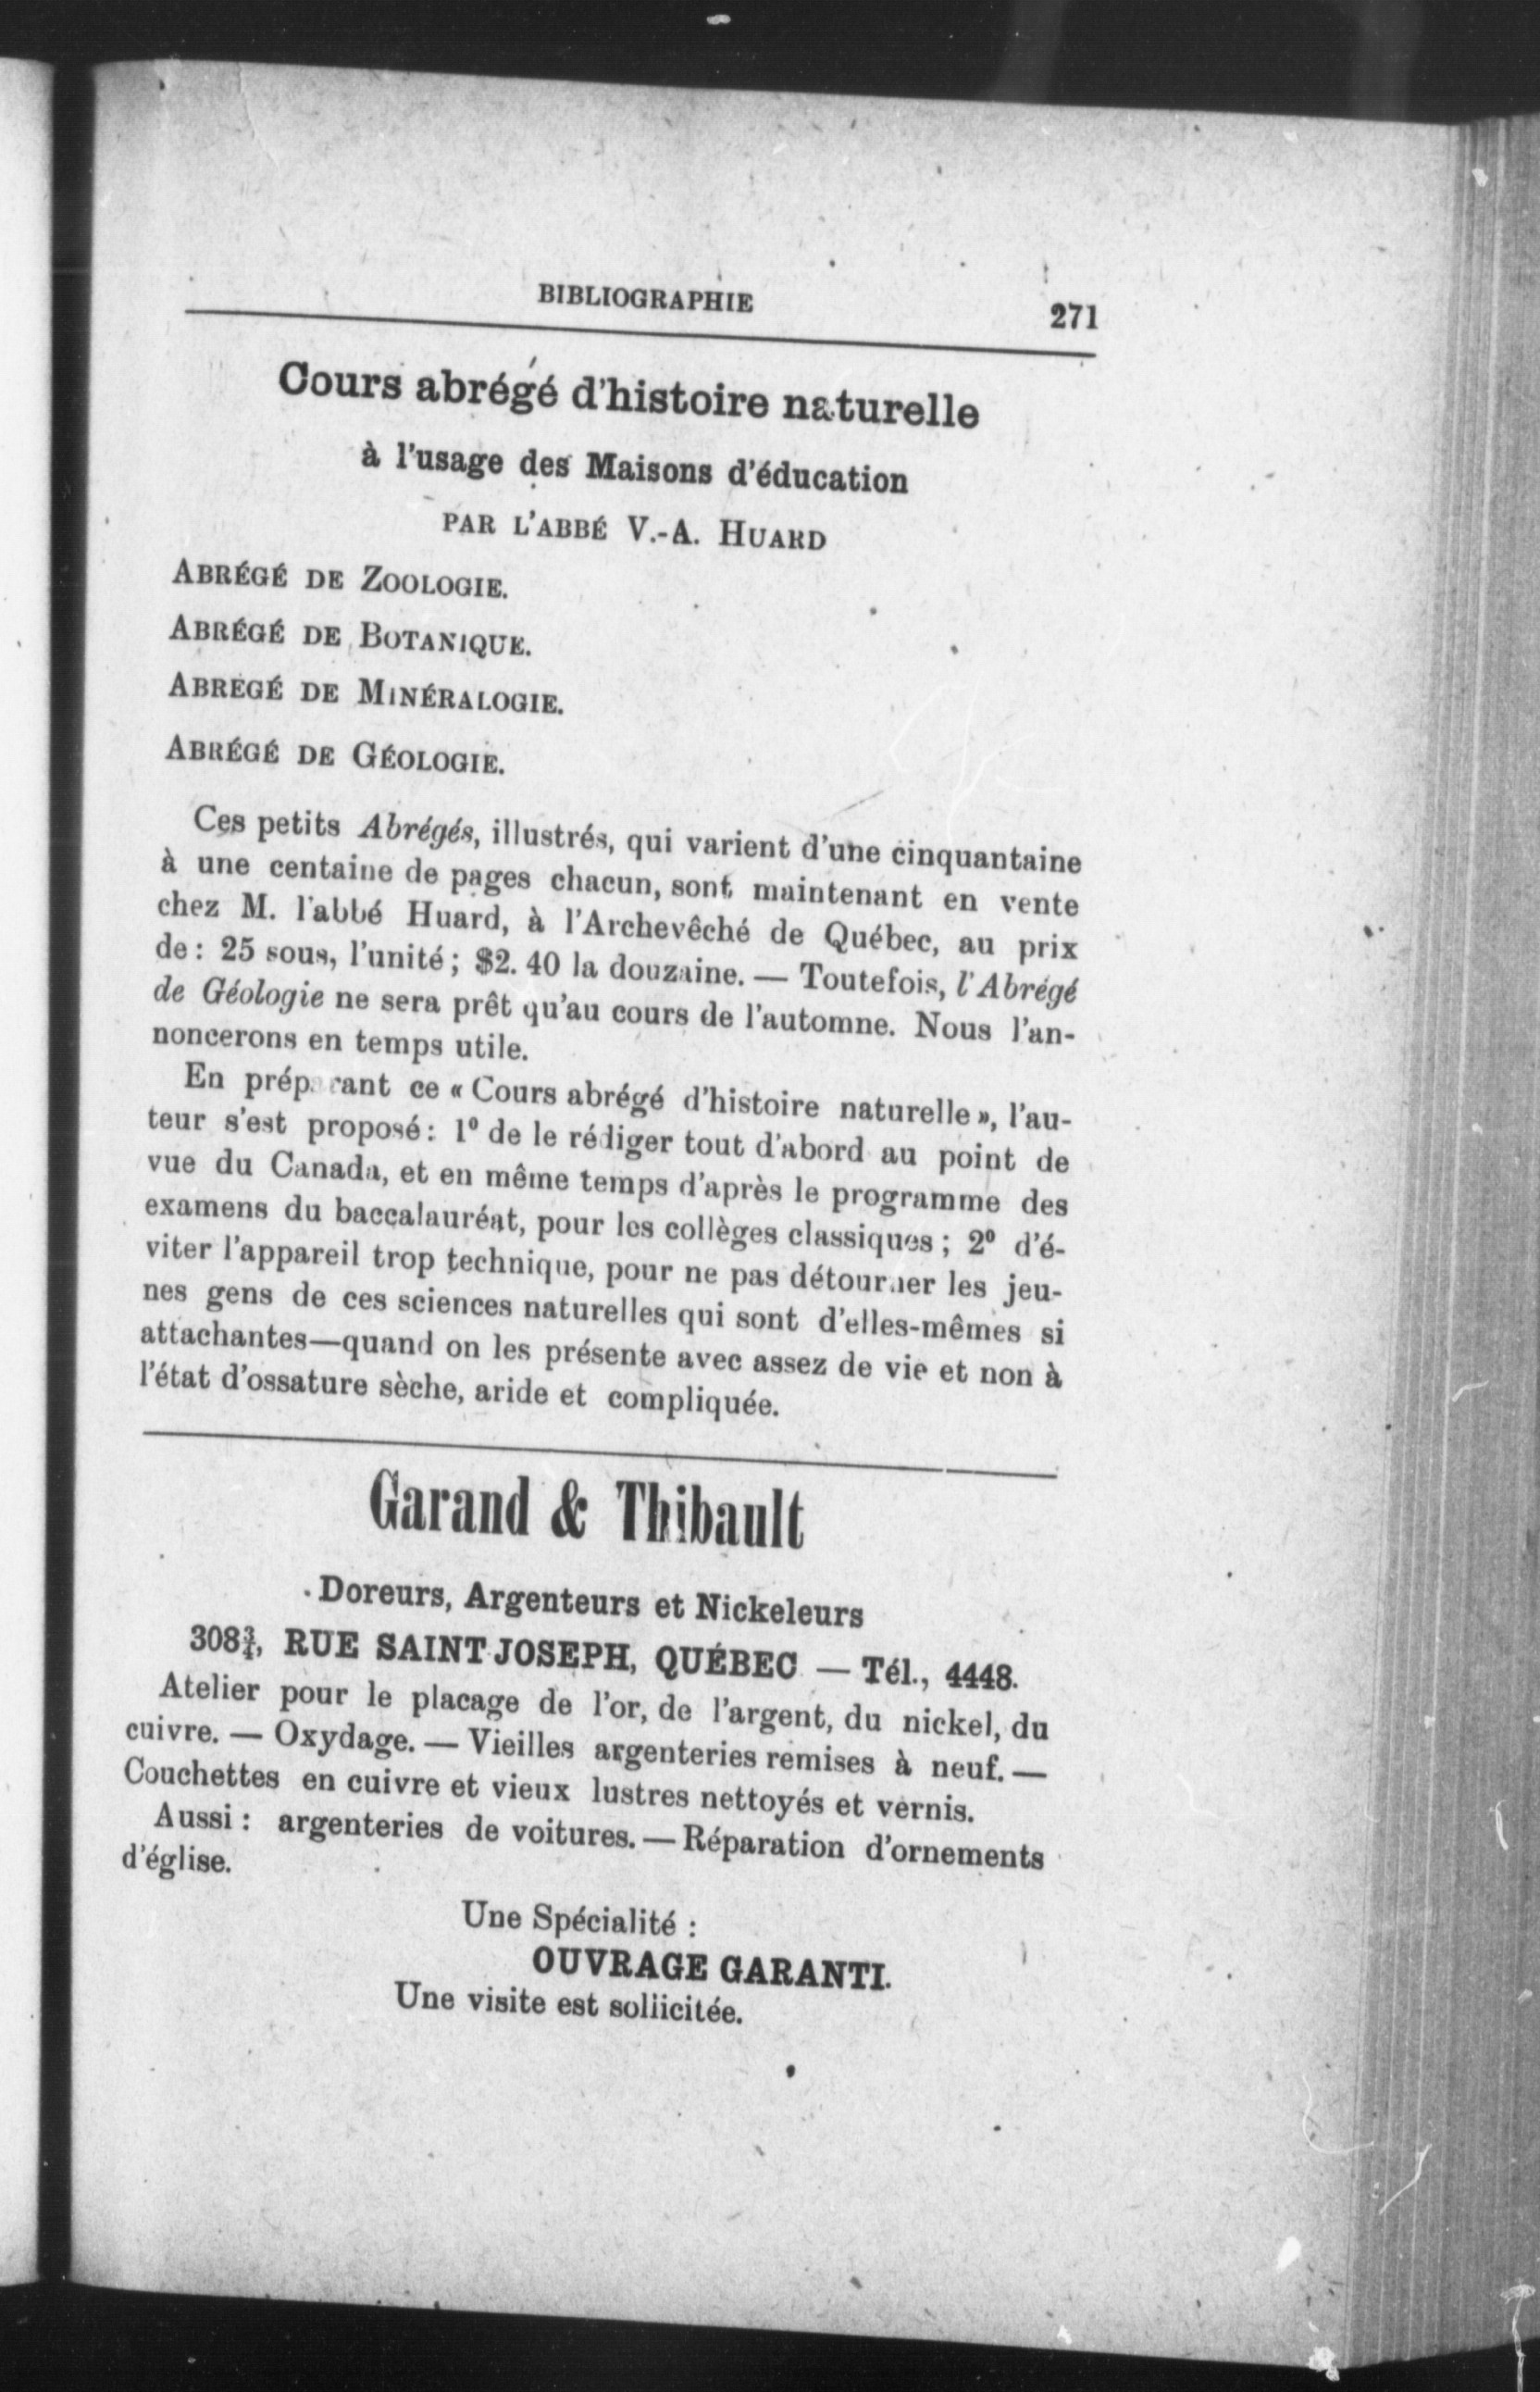 BIBLIOGRAPHIE 271
Cours abrégé d'histoire naturelle
à l'usage des Maisons d'éducation
PAR L'ABBÉ V.-A. HUARD
ABRÉGÉ DE ZOOLOGIE.
ABRÉGÉ DE BOTANIQUE.
ABRÉGÉ DE MINÉRALOGIE.
ABRÉGÉ DE GÉOLOGIE.
Ces petits Abrégés, illustrés, qui varient d'une cinquantaine
à une centaine de pages chacun, sont maintenant en vente
chez M. l'abbé Huard, à l'Archevêché de Québec, au prix
de: 25 sous, l'unité; $2.40 la douzaine. — Toutefois, l'Abrégé
de Géologie ne sera prêt qu'au cours de l'automne. Nous l'an-
noncerons en temps utile.
En préparant ce « Cours abrégé d'histoire naturelle », l'au-
teur s'est proposé: 1º de le rédiger tout d'abord au point de
vue du Canada, et en même temps d'après le programme des
examens du baccalauréat, pour les collèges classiques; 2º d'é-
viter l'appareil trop technique, pour ne pas détourner les jeu-
nes gens de ces sciences naturelles qui sont d'elles-mêmes si
attachantes—quand on les présente avec assez de vie et non à
l'état d'ossature sèche, aride et compliquée.
Garand & Thibault
Doreurs, Argenteurs et Nickeleurs
308¾, RUE SAINT JOSEPH, QUÉBEC — Tél., 4448.
Atelier pour le placage de l'or, de l'argent, du nickel, du
cuivre. — Oxydage. — Vieilles argenteries remises à neuf. —
Couchettes en cuivre et vieux lustres nettoyés et vernis.
Aussi: argenteries de voitures. — Réparation d'ornements
d'église.
Une Spécialité :
OUVRAGE GARANTI.
Une visite est sollicitée.